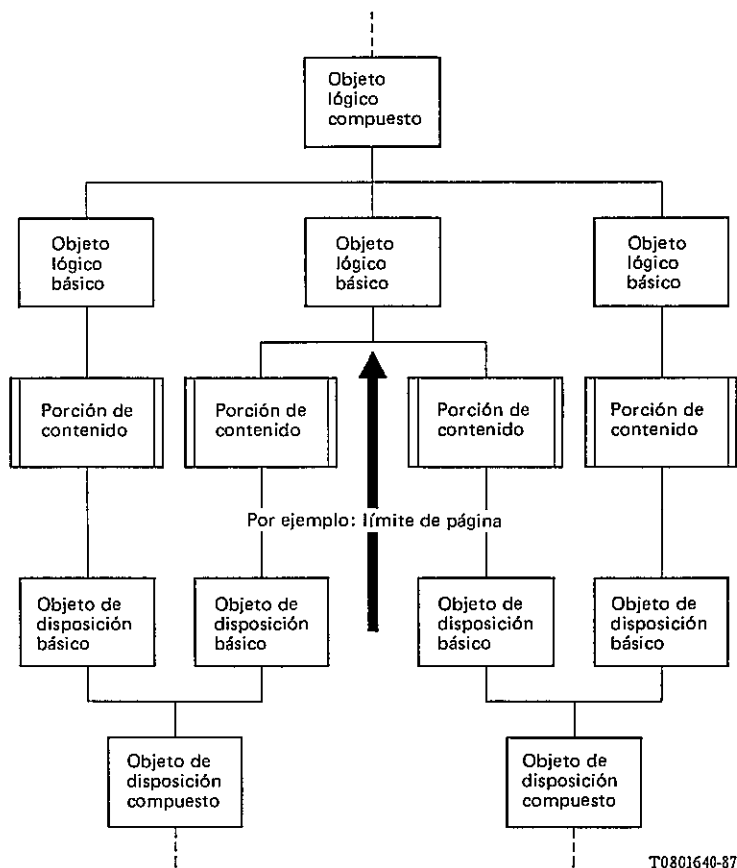 Objeto
lógico
compuesto
Objeto
lógico
básico
Objeto
lógico
básico
Objeto
lógico
básico
Porción de
contenido
Porción de
contenido
Porción de
contenido
Porción de
contenido
Por ejemplo: límite de página
Objeto de
disposición
básico
Objeto de
disposición
básico
Objeto de
disposición
básico
Objeto de
disposición
básico
Objeto de
disposición
compuesto
Objeto de
disposición
compuesto
T0801640-87